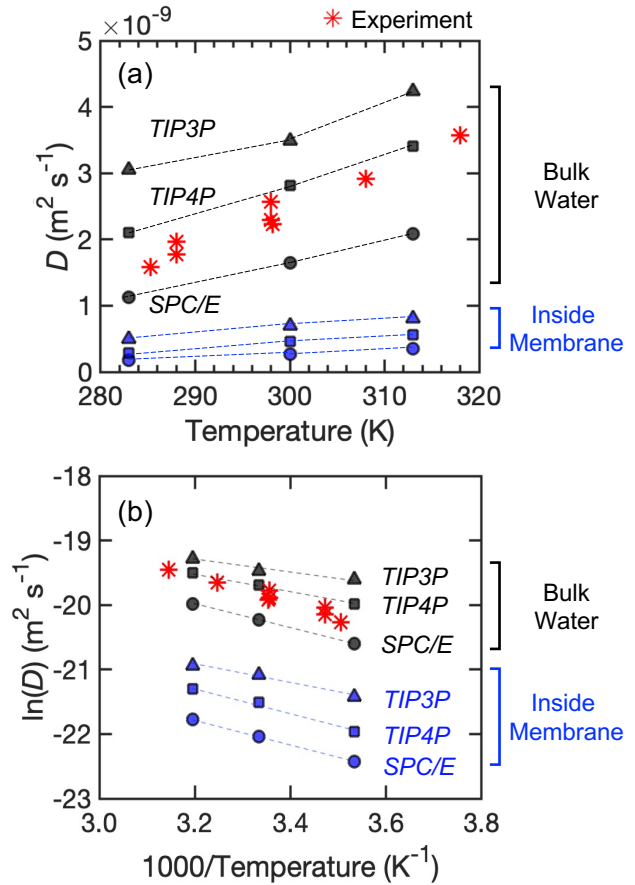 × 10⁻⁹
✳ Experiment
(a)
5
4
3
2
1
0
D (m² s⁻¹)
TIP3P
TIP4P
SPC/E
Bulk
Water
Inside
Membrane
280 290 300 310 320
Temperature (K)
(b)
-18
-19
-20
-21
-22
-23
ln(D) (m² s⁻¹)
TIP3P
TIP4P
SPC/E
Bulk
Water
TIP3P
TIP4P
SPC/E
Inside
Membrane
3.0 3.2 3.4 3.6 3.8
1000/Temperature (K⁻¹)